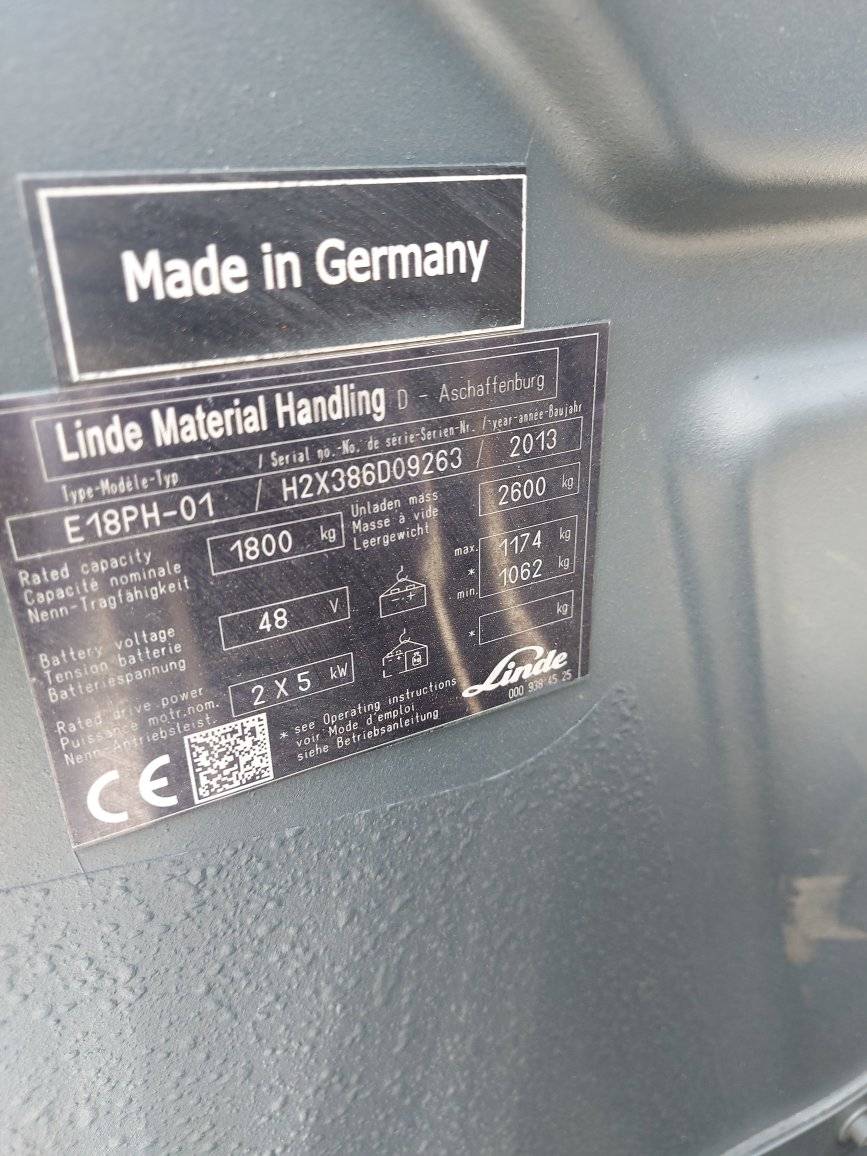 Made in Germany
Linde Material Handling D - Aschaffenburg
Type-Modèle-Typ / Serial no.-No. de série-Serien-Nr. / year-année-Baujahr
E18PH-01 / H2X386D09263 / 2013
Rated capacity
Capacité nominale
Nenn-Tragfähigkeit
1800 kg
Unladen mass
Masse à vide
Leergewicht
2600 kg
Battery voltage
Tension batterie
Batteriespannung
48 V
- +
max. 1174 kg
*
min. 1062 kg
Rated drive power
Puissance motr.nom.
Nenn-Antriebsleist.
2 X 5 kW
- + kg
* kg
CE
* see Operating instructions
voir Mode d'emploi
siehe Betriebsanleitung
Linde
000 938 45 25